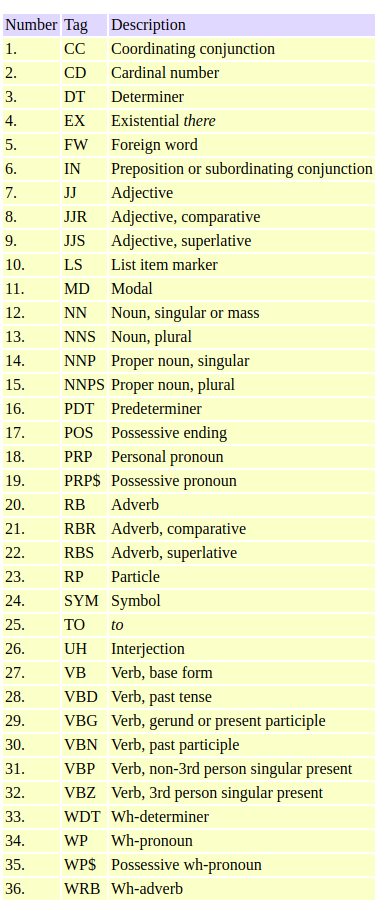 Number Tag Description
1. CC Coordinating conjunction
2. CD Cardinal number
3. DT Determiner
4. EX Existential there
5. FW Foreign word
6. IN Preposition or subordinating conjunction
7. JJ Adjective
8. JJR Adjective, comparative
9. JJS Adjective, superlative
10. LS List item marker
11. MD Modal
12. NN Noun, singular or mass
13. NNS Noun, plural
14. NNP Proper noun, singular
15. NNPS Proper noun, plural
16. PDT Predeterminer
17. POS Possessive ending
18. PRP Personal pronoun
19. PRP$ Possessive pronoun
20. RB Adverb
21. RBR Adverb, comparative
22. RBS Adverb, superlative
23. RP Particle
24. SYM Symbol
25. TO to
26. UH Interjection
27. VB Verb, base form
28. VBD Verb, past tense
29. VBG Verb, gerund or present participle
30. VBN Verb, past participle
31. VBP Verb, non-3rd person singular present
32. VBZ Verb, 3rd person singular present
33. WDT Wh-determiner
34. WP Wh-pronoun
35. WP$ Possessive wh-pronoun
36. WRB Wh-adverb